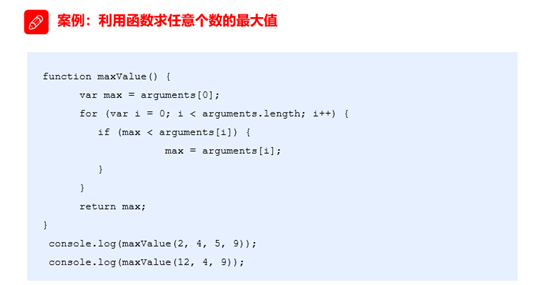 案例：利用函数求任意个数的最大值
function maxValue() {
var max = arguments[0];
for (var i = 0; i < arguments.length; i++) {
if (max < arguments[i]) {
max = arguments[i];
}
}
return max;
}
console.log(maxValue(2, 4, 5, 9));
console.log(maxValue(12, 4, 9));